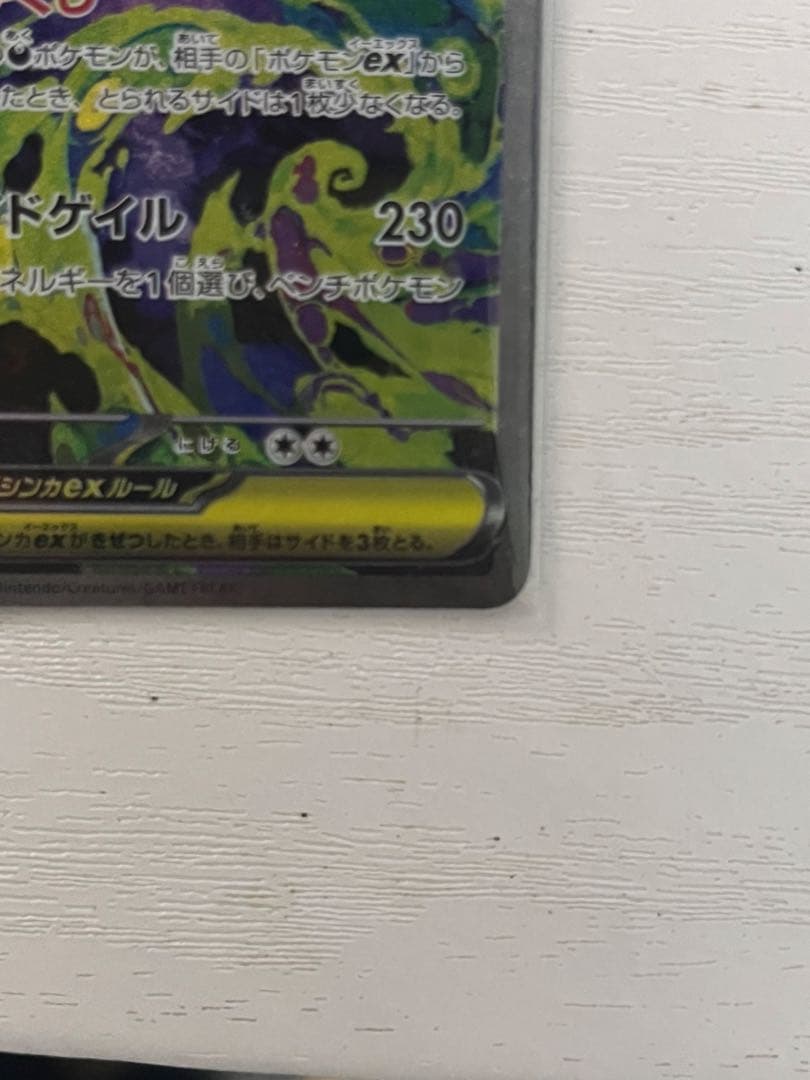 ポケモンが、相手の「ポケモンex」から
たとき、とられるサイドは1枚少なくなる。
ドゲイル 230
ネルギーを1個選び、ベンチポケモン
にげる
シンカexルール
ンカexがきぜつしたとき、相手はサイドを3枚とる。
Nintendo/Creatures/GAME FREAK